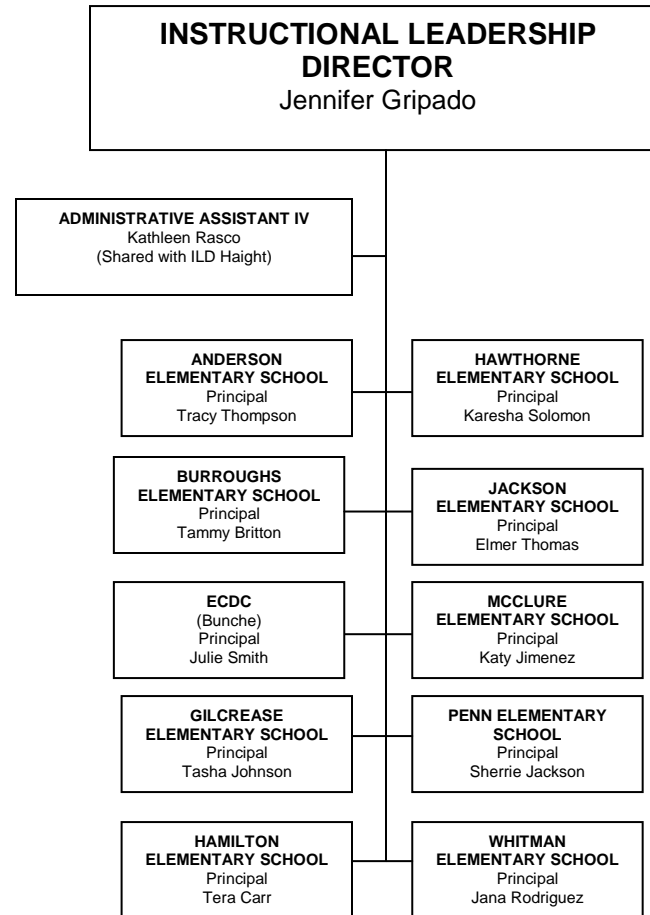 INSTRUCTIONAL LEADERSHIP
DIRECTOR
Jennifer Gripado
ADMINISTRATIVE ASSISTANT IV
Kathleen Rasco
(Shared with ILD Haight)
ANDERSON
ELEMENTARY SCHOOL
Principal
Tracy Thompson
HAWTHORNE
ELEMENTARY SCHOOL
Principal
Karesha Solomon
BURROUGHS
ELEMENTARY SCHOOL
Principal
Tammy Britton
JACKSON
ELEMENTARY SCHOOL
Principal
Elmer Thomas
ECDC
(Bunche)
Principal
Julie Smith
MCCLURE
ELEMENTARY SCHOOL
Principal
Katy Jimenez
GILCREASE
ELEMENTARY SCHOOL
Principal
Tasha Johnson
PENN ELEMENTARY
SCHOOL
Principal
Sherrie Jackson
HAMILTON
ELEMENTARY SCHOOL
Principal
Tera Carr
WHITMAN
ELEMENTARY SCHOOL
Principal
Jana Rodriguez